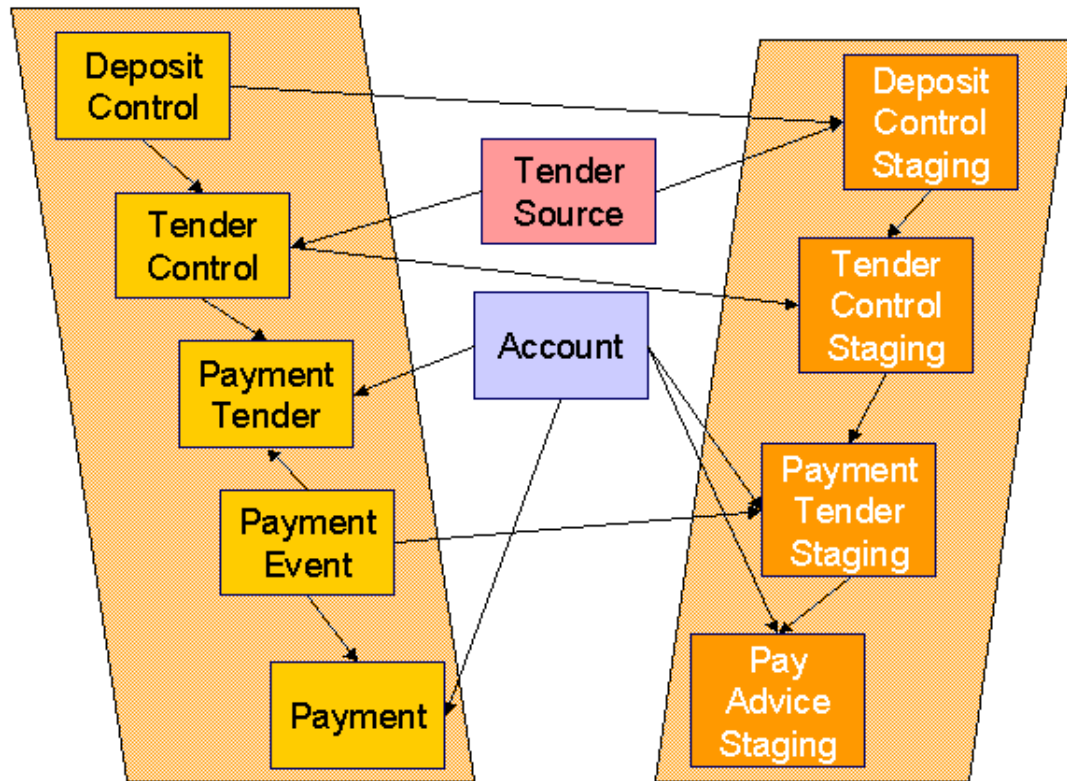 Deposit
Control
Tender
Control
Payment
Tender
Payment
Event
Payment
Tender
Source
Account
Deposit
Control
Staging
Tender
Control
Staging
Payment
Tender
Staging
Pay
Advice
Staging